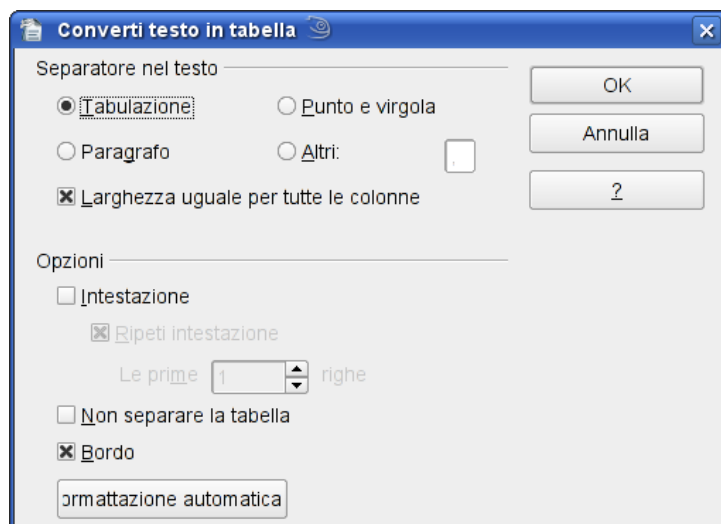 Converti testo in tabella
Separatore nel testo
Tabulazione
Punto e virgola
Paragrafo
Altri:
,
Larghezza uguale per tutte le colonne
OK
Annulla
?
Opzioni
Intestazione
Ripeti intestazione
Le prime 1 righe
Non separare la tabella
Bordo
ormattazione automatica